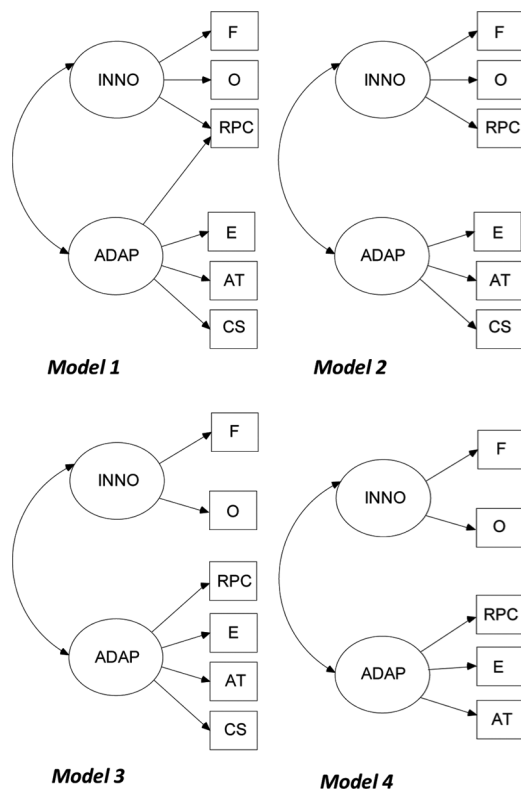 F
INNO
O
RPC
E
ADAP
AT
CS
Model 1
F
INNO
O
RPC
E
ADAP
AT
CS
Model 2
F
INNO
O
RPC
E
ADAP
AT
CS
Model 3
F
INNO
O
RPC
E
ADAP
AT
Model 4